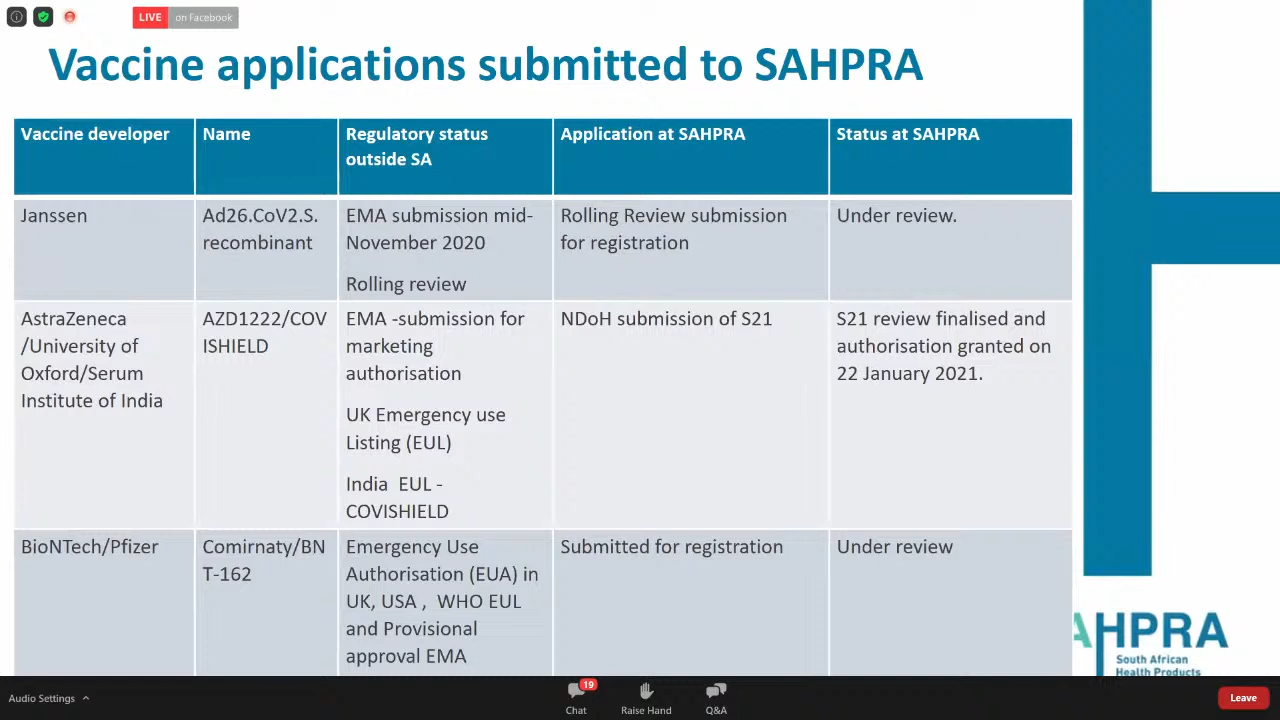 LIVE on Facebook
Vaccine applications submitted to SAHPRA
Vaccine developer
Name
Regulatory status
outside SA
Application at SAHPRA
Status at SAHPRA
Janssen
Ad26.CoV2.S.
recombinant
EMA submission mid-
November 2020
Rolling review
Rolling Review submission
for registration
Under review.
AstraZeneca
/University of
Oxford/Serum
Institute of India
AZD1222/COV
ISHIELD
EMA -submission for
marketing
authorisation
UK Emergency use
Listing (EUL)
India  EUL -
COVISHIELD
NDoH submission of S21
S21 review finalised and
authorisation granted on
22 January 2021.
BioNTech/Pfizer
Comirnaty/BN
T-162
Emergency Use
Authorisation (EUA) in
UK, USA ,  WHO EUL
and Provisional
approval EMA
Submitted for registration
Under review
AHPRA
South African
Health Products
Audio Settings
19
Chat
Raise Hand
Q&A
Leave